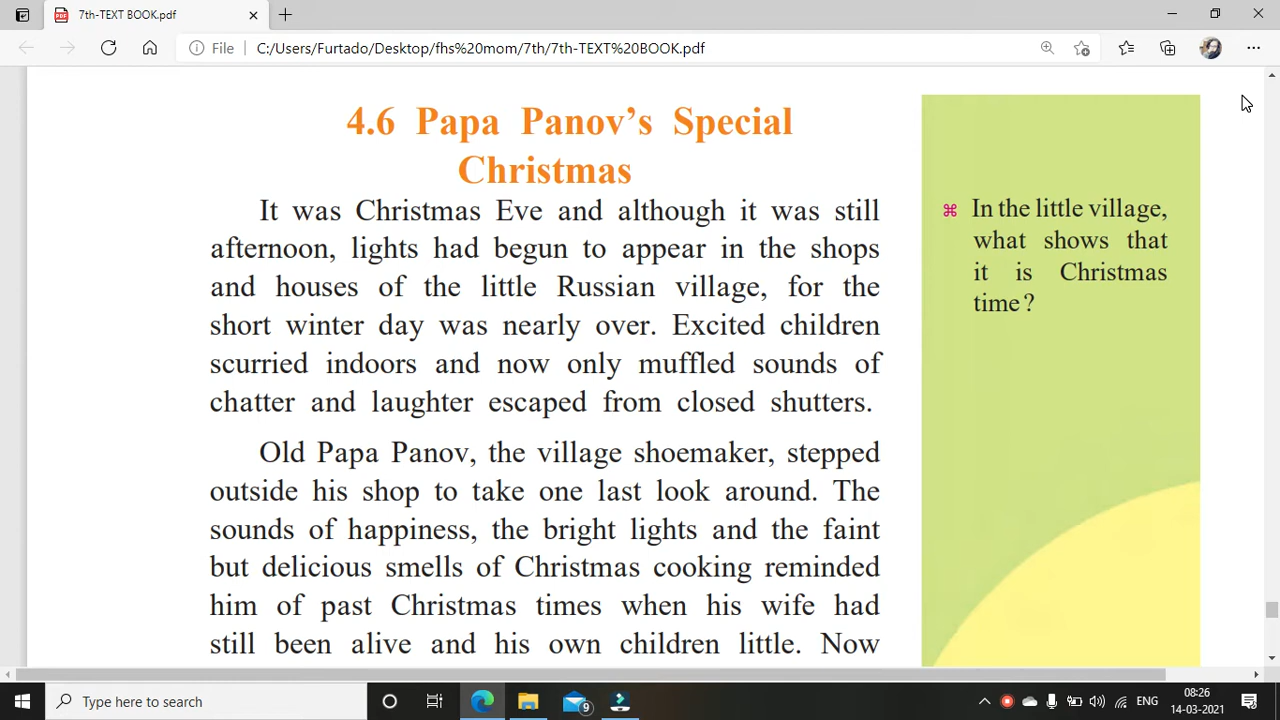 7th-TEXT BOOK.pdf
File C:/Users/Furtado/Desktop/fhs%20mom/7th/7th-TEXT%20BOOK.pdf
4.6 Papa Panov's Special
Christmas
It was Christmas Eve and although it was still
afternoon, lights had begun to appear in the shops
and houses of the little Russian village, for the
short winter day was nearly over. Excited children
scurried indoors and now only muffled sounds of
chatter and laughter escaped from closed shutters.
Old Papa Panov, the village shoemaker, stepped
outside his shop to take one last look around. The
sounds of happiness, the bright lights and the faint
but delicious smells of Christmas cooking reminded
him of past Christmas times when his wife had
still been alive and his own children little. Now
In the little village,
what shows that
it is Christmas
time?
Type here to search
9
ENG
08:26
14-03-2021